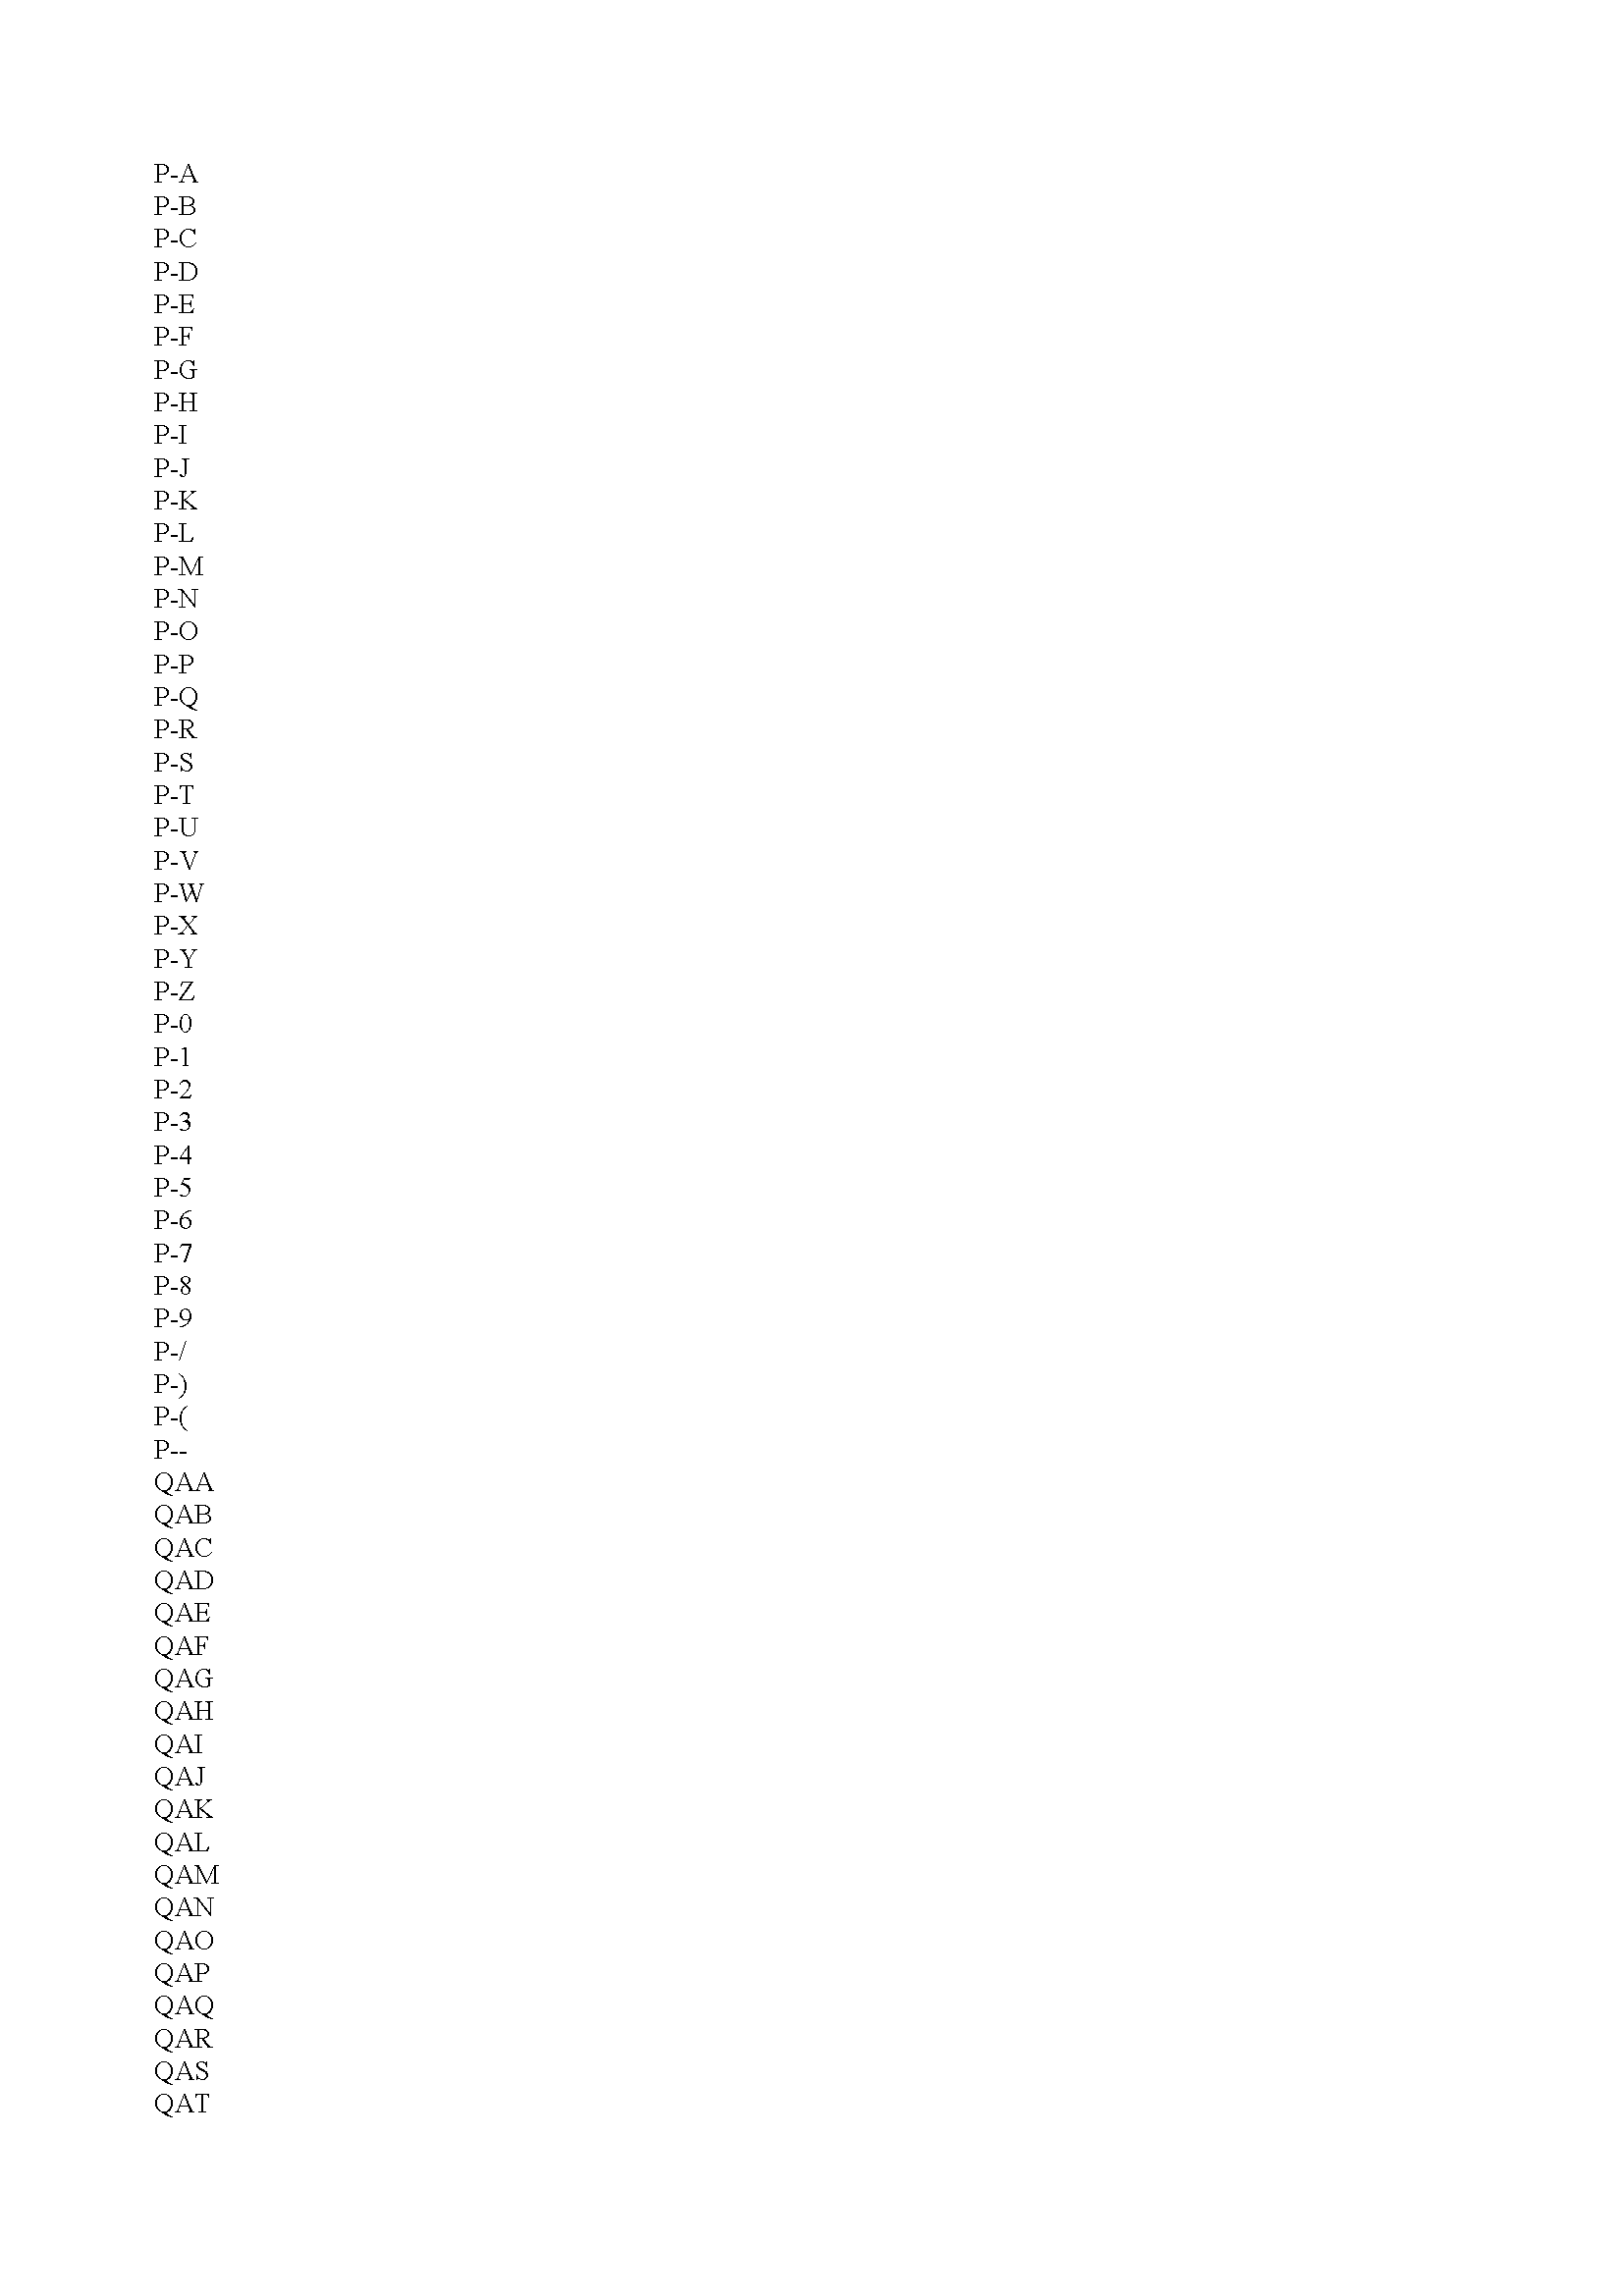 P-A
P-B
P-C
P-D
P-E
P-F
P-G
P-H
P-I
P-J
P-K
P-L
P-M
P-N
P-O
P-P
P-Q
P-R
P-S
P-T
P-U
P-V
P-W
P-X
P-Y
P-Z
P-0
P-1
P-2
P-3
P-4
P-5
P-6
P-7
P-8
P-9
P-/
P-)
P-(
P--
QAA
QAB
QAC
QAD
QAE
QAF
QAG
QAH
QAI
QAJ
QAK
QAL
QAM
QAN
QAO
QAP
QAQ
QAR
QAS
QAT